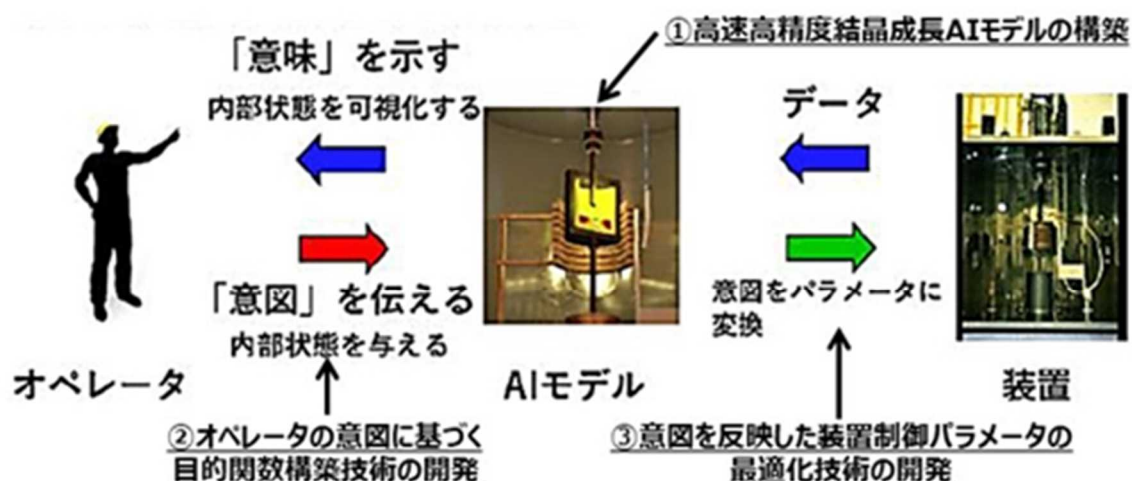 ①高速高精度結晶成長AIモデルの構築
「意味」を示す
内部状態を可視化する
データ
「意図」を伝える
内部状態を与える
意図をパラメータに
変換
オペレータ
AIモデル
装置
②オペレータの意図に基づく
目的関数構築技術の開発
③意図を反映した装置制御パラメータの
最適化技術の開発